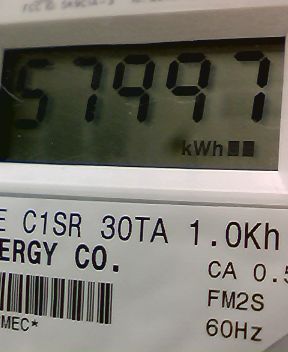 57997
kWh
E C1SR 30TA 1.0Kh
ERGY CO.
CA 0.5
FM2S
MEC*
60Hz